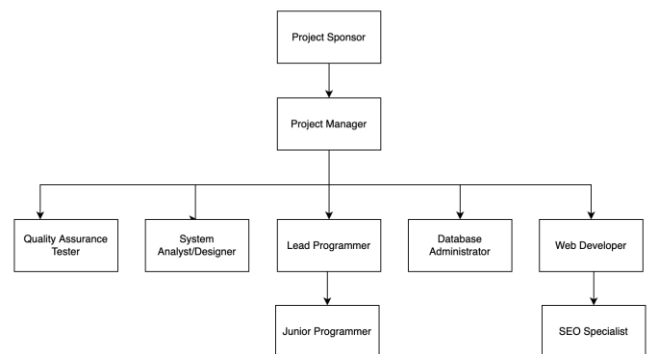 Project Sponsor
Project Manager
Quality Assurance
Tester
System
Analyst/Designer
Lead Programmer
Database
Administrator
Web Developer
Junior Programmer
SEO Specialist